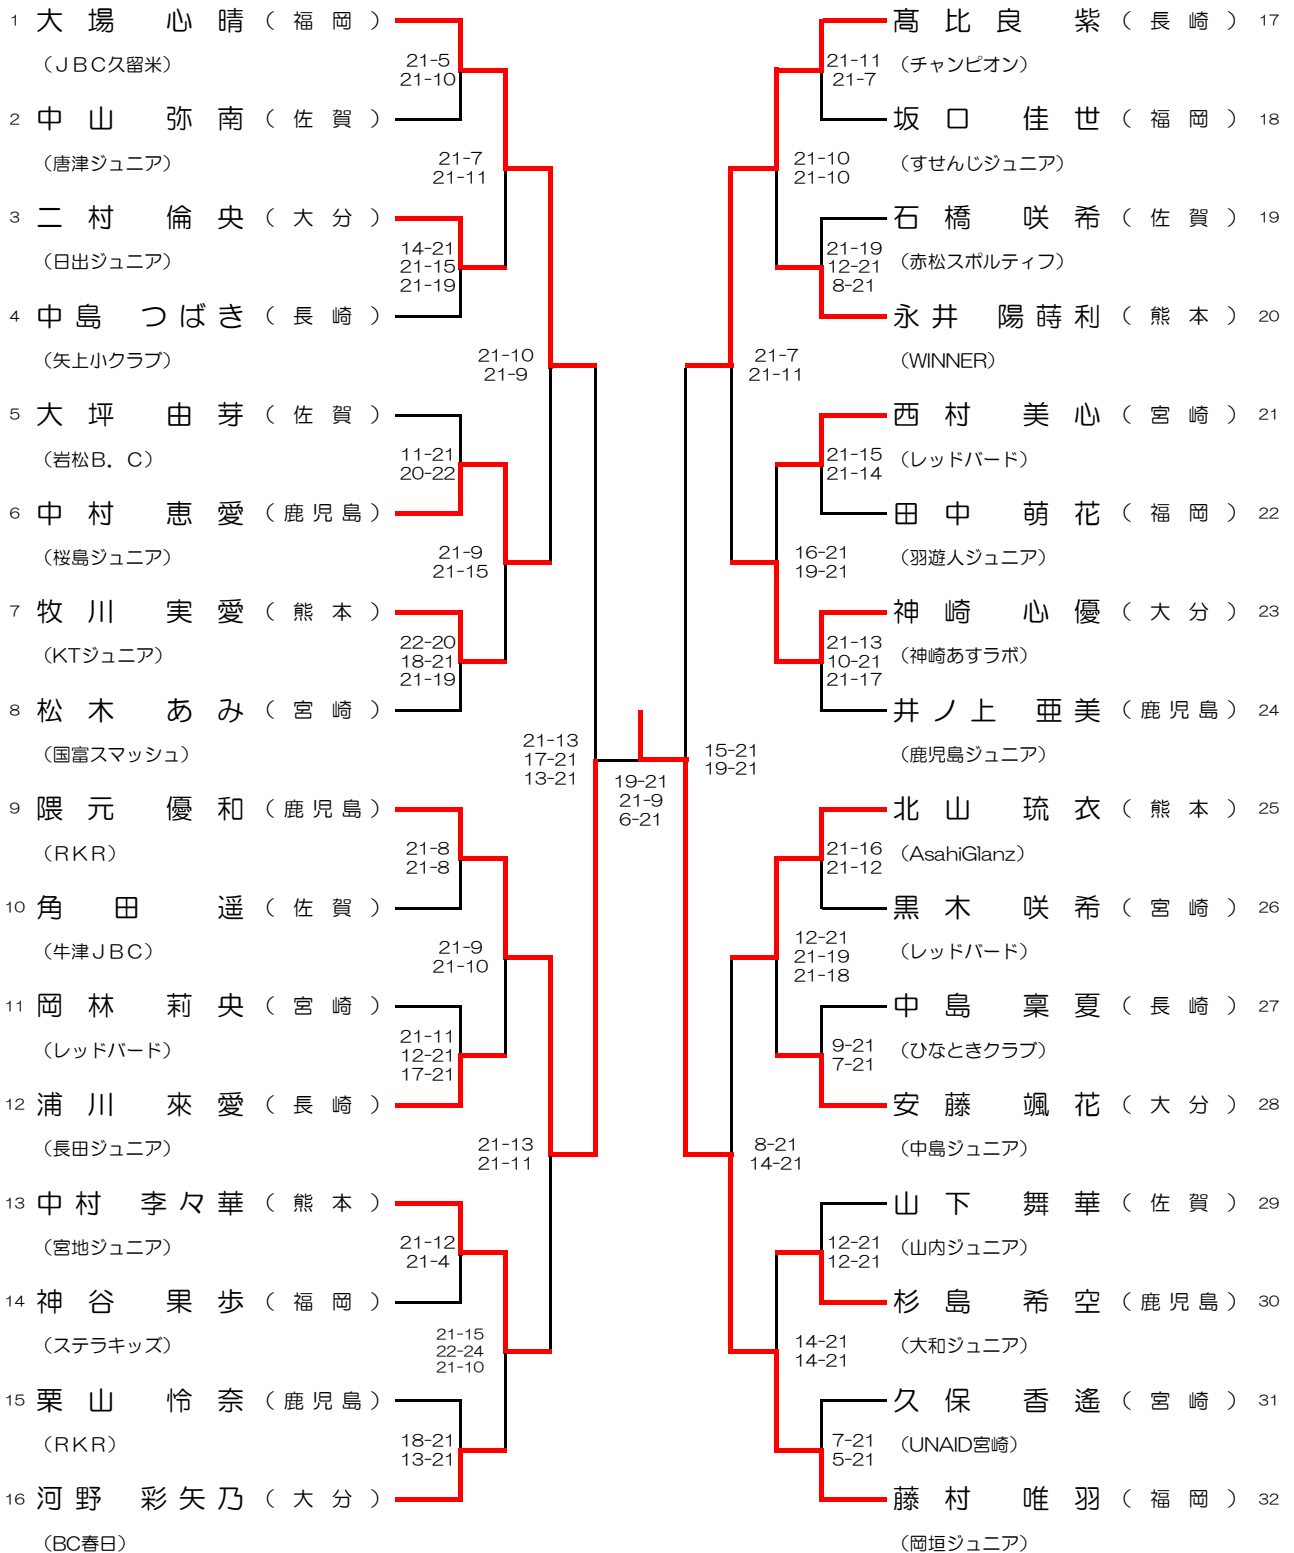 1 大場 心晴 （福岡）
（ＪＢＣ久留米）
21-5
21-10
2 中山 弥南 （佐賀）
（唐津ジュニア）
21-7
21-11
3 二村 倫央 （大分）
（日出ジュニア）
14-21
21-15
21-19
4 中島 つばき （長崎）
（矢上小クラブ）
21-10
21-9
5 大坪 由芽 （佐賀）
（岩松Ｂ．Ｃ）
11-21
20-22
6 中村 恵愛 （鹿児島）
（桜島ジュニア）
21-9
21-15
7 牧川 実愛 （熊本）
（KTジュニア）
22-20
18-21
21-19
8 松木 あみ （宮崎）
（国富スマッシュ）
21-13
17-21
13-21
9 隈元 優和 （鹿児島）
（ＲＫＲ）
21-8
21-8
10 角田 遥 （佐賀）
（牛津ＪＢＣ）
21-9
21-10
11 岡林 莉央 （宮崎）
（レッドバード）
21-11
12-21
17-21
12 浦川 來愛 （長崎）
（長田ジュニア）
21-13
21-11
13 中村 李々華 （熊本）
（宮地ジュニア）
21-12
21-4
14 神谷 果歩 （福岡）
（ステラキッズ）
21-15
22-24
21-10
15 栗山 怜奈 （鹿児島）
（ＲＫＲ）
18-21
13-21
16 河野 彩矢乃 （大分）
（BC春日）
19-21
21-9
6-21
髙比良 紫 （長崎） 17
（チャンピオン）
21-11
21-7
坂口 佳世 （福岡） 18
（すせんじジュニア）
21-10
21-10
石橋 咲希 （佐賀） 19
（赤松スポルティフ）
21-19
12-21
8-21
永井 陽蒔利 （熊本） 20
（WINNER）
21-7
21-11
西村 美心 （宮崎） 21
（レッドバード）
21-15
21-14
田中 萌花 （福岡） 22
（羽遊人ジュニア）
16-21
19-21
神崎 心優 （大分） 23
（神崎あすラボ）
21-13
10-21
21-17
井ノ上 亜美 （鹿児島） 24
（鹿児島ジュニア）
15-21
19-21
北山 琉衣 （熊本） 25
（AsahiGlanz）
21-16
21-12
黒木 咲希 （宮崎） 26
（レッドバード）
12-21
21-19
21-18
中島 稟夏 （長崎） 27
（ひなときクラブ）
9-21
7-21
安藤 颯花 （大分） 28
（中島ジュニア）
8-21
14-21
山下 舞華 （佐賀） 29
（山内ジュニア）
12-21
12-21
杉島 希空 （鹿児島） 30
（大和ジュニア）
14-21
14-21
久保 香遙 （宮崎） 31
（UNAID宮崎）
7-21
5-21
藤村 唯羽 （福岡） 32
（岡垣ジュニア）